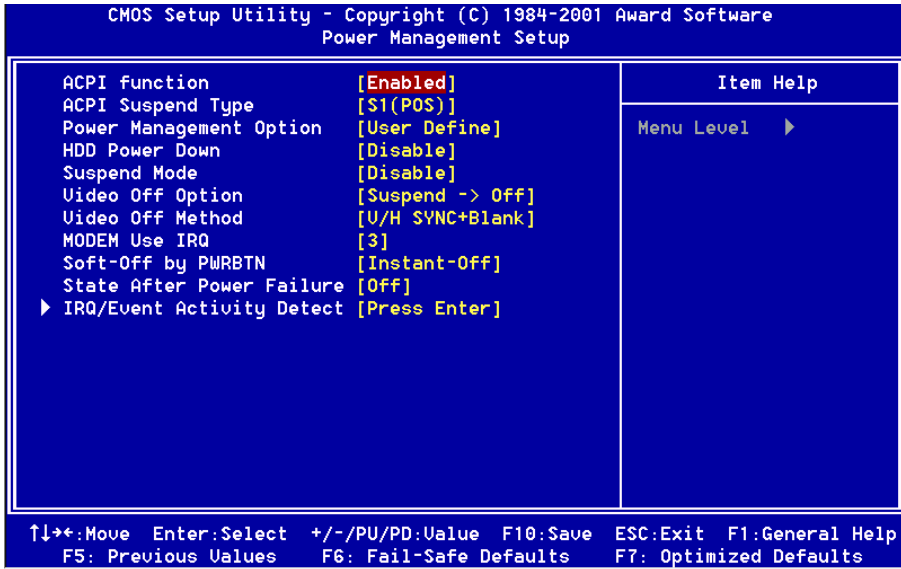 CMOS Setup Utility - Copyright (C) 1984-2001 Award Software
Power Management Setup
ACPI function [Enabled]
ACPI Suspend Type [S1(POS)]
Power Management Option [User Define]
HDD Power Down [Disable]
Suspend Mode [Disable]
Video Off Option [Suspend -> Off]
Video Off Method [V/H SYNC+Blank]
MODEM Use IRQ [3]
Soft-Off by PWRBTN [Instant-Off]
State After Power Failure [Off]
▶ IRQ/Event Activity Detect [Press Enter]
Item Help
Menu Level ▶
↑↓→←:Move Enter:Select +/-/PU/PD:Value F10:Save ESC:Exit F1:General Help
F5: Previous Values F6: Fail-Safe Defaults F7: Optimized Defaults